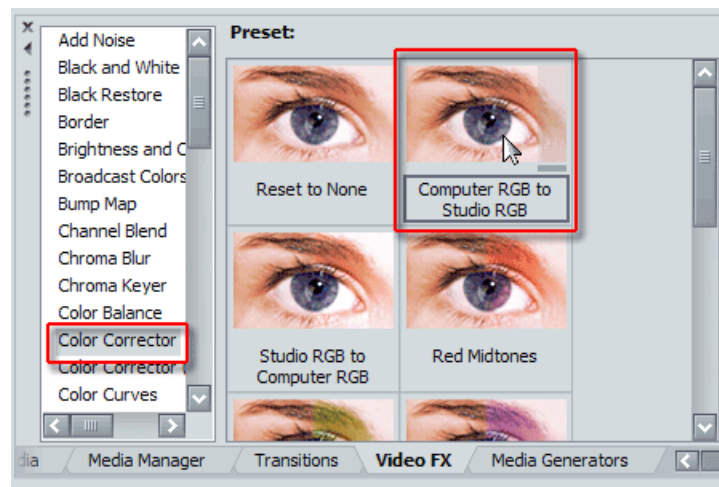 Preset:
Add Noise
Black and White
Black Restore
Border
Brightness and C
Broadcast Colors
Bump Map
Channel Blend
Chroma Blur
Chroma Keyer
Color Balance
Color Corrector
Color Corrector (
Color Curves
Reset to None
Computer RGB to
Studio RGB
Studio RGB to
Computer RGB
Red Midtones
dia
Media Manager
Transitions
Video FX
Media Generators